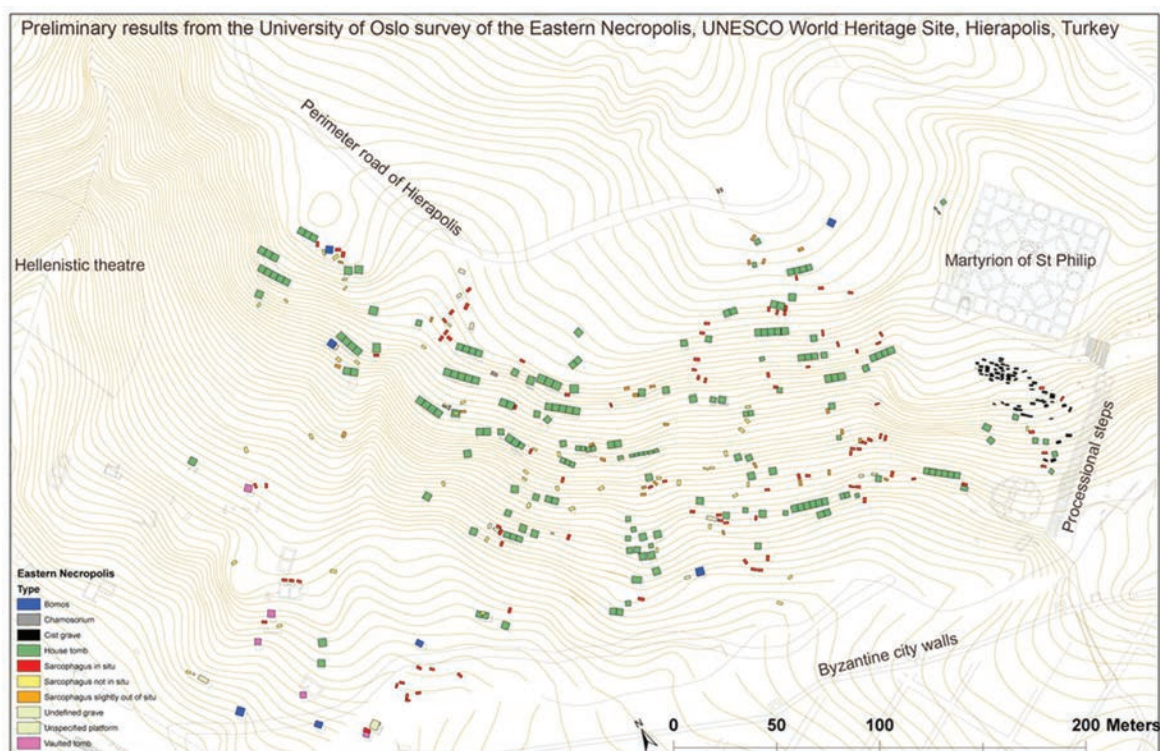 Preliminary results from the University of Oslo survey of the Eastern Necropolis, UNESCO World Heritage Site, Hierapolis, Turkey
Perimeter road of Hierapolis
Hellenistic theatre
Martyrion of St Philip
Processional steps
Byzantine city walls
Eastern Necropolis
Type
Bomos
Chamosorium
Cist grave
House tomb
Sarcophagus in situ
Sarcophagus not in situ
Sarcophagus slightly out of situ
Undefined grave
Unspecified platform
Vaulted tomb
N
0 50 100 200 Meters